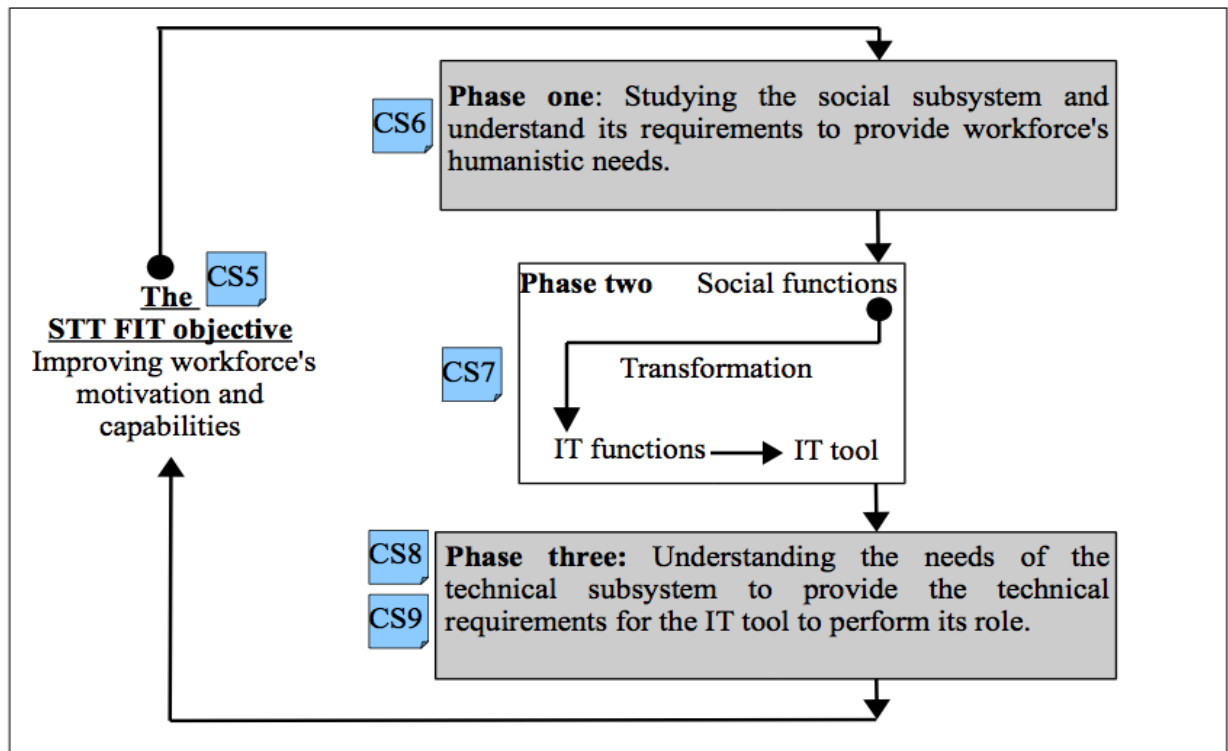 CS6
Phase one: Studying the social subsystem and
understand its requirements to provide workforce's
humanistic needs.
CS5
The
STT FIT objective
Improving workforce's
motivation and
capabilities
Phase two Social functions
CS7
Transformation
IT functions IT tool
CS8
CS9
Phase three: Understanding the needs of the
technical subsystem to provide the technical
requirements for the IT tool to perform its role.